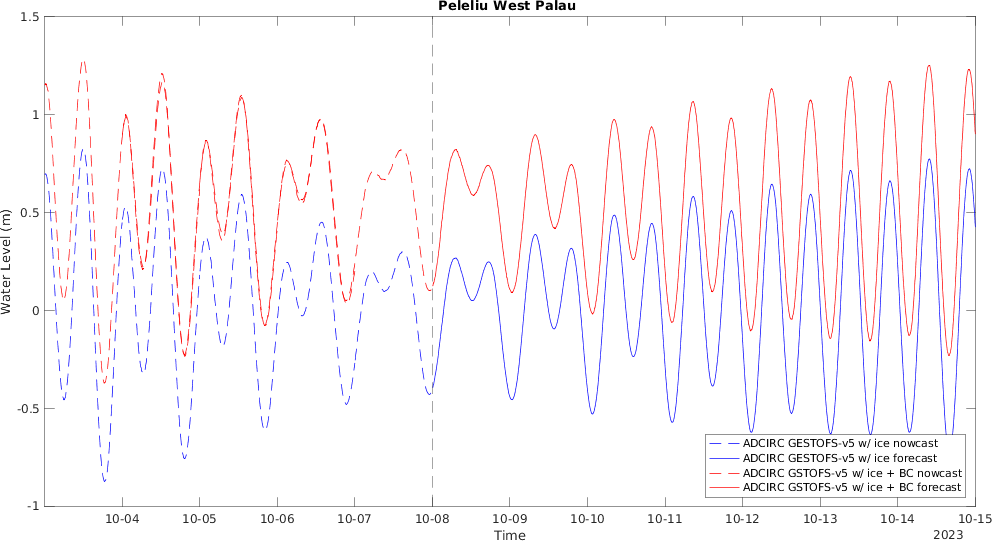 Peleliu West Palau
1.5
1
0.5
0
-0.5
-1
Water Level (m)
10-04 10-05 10-06 10-07 10-08 10-09 10-10 10-11 10-12 10-13 10-14 10-15
Time
2023
ADCIRC GESTOFS-v5 w/ ice nowcast
ADCIRC GESTOFS-v5 w/ ice forecast
ADCIRC GSTOFS-v5 w/ ice + BC nowcast
ADCIRC GSTOFS-v5 w/ ice + BC forecast